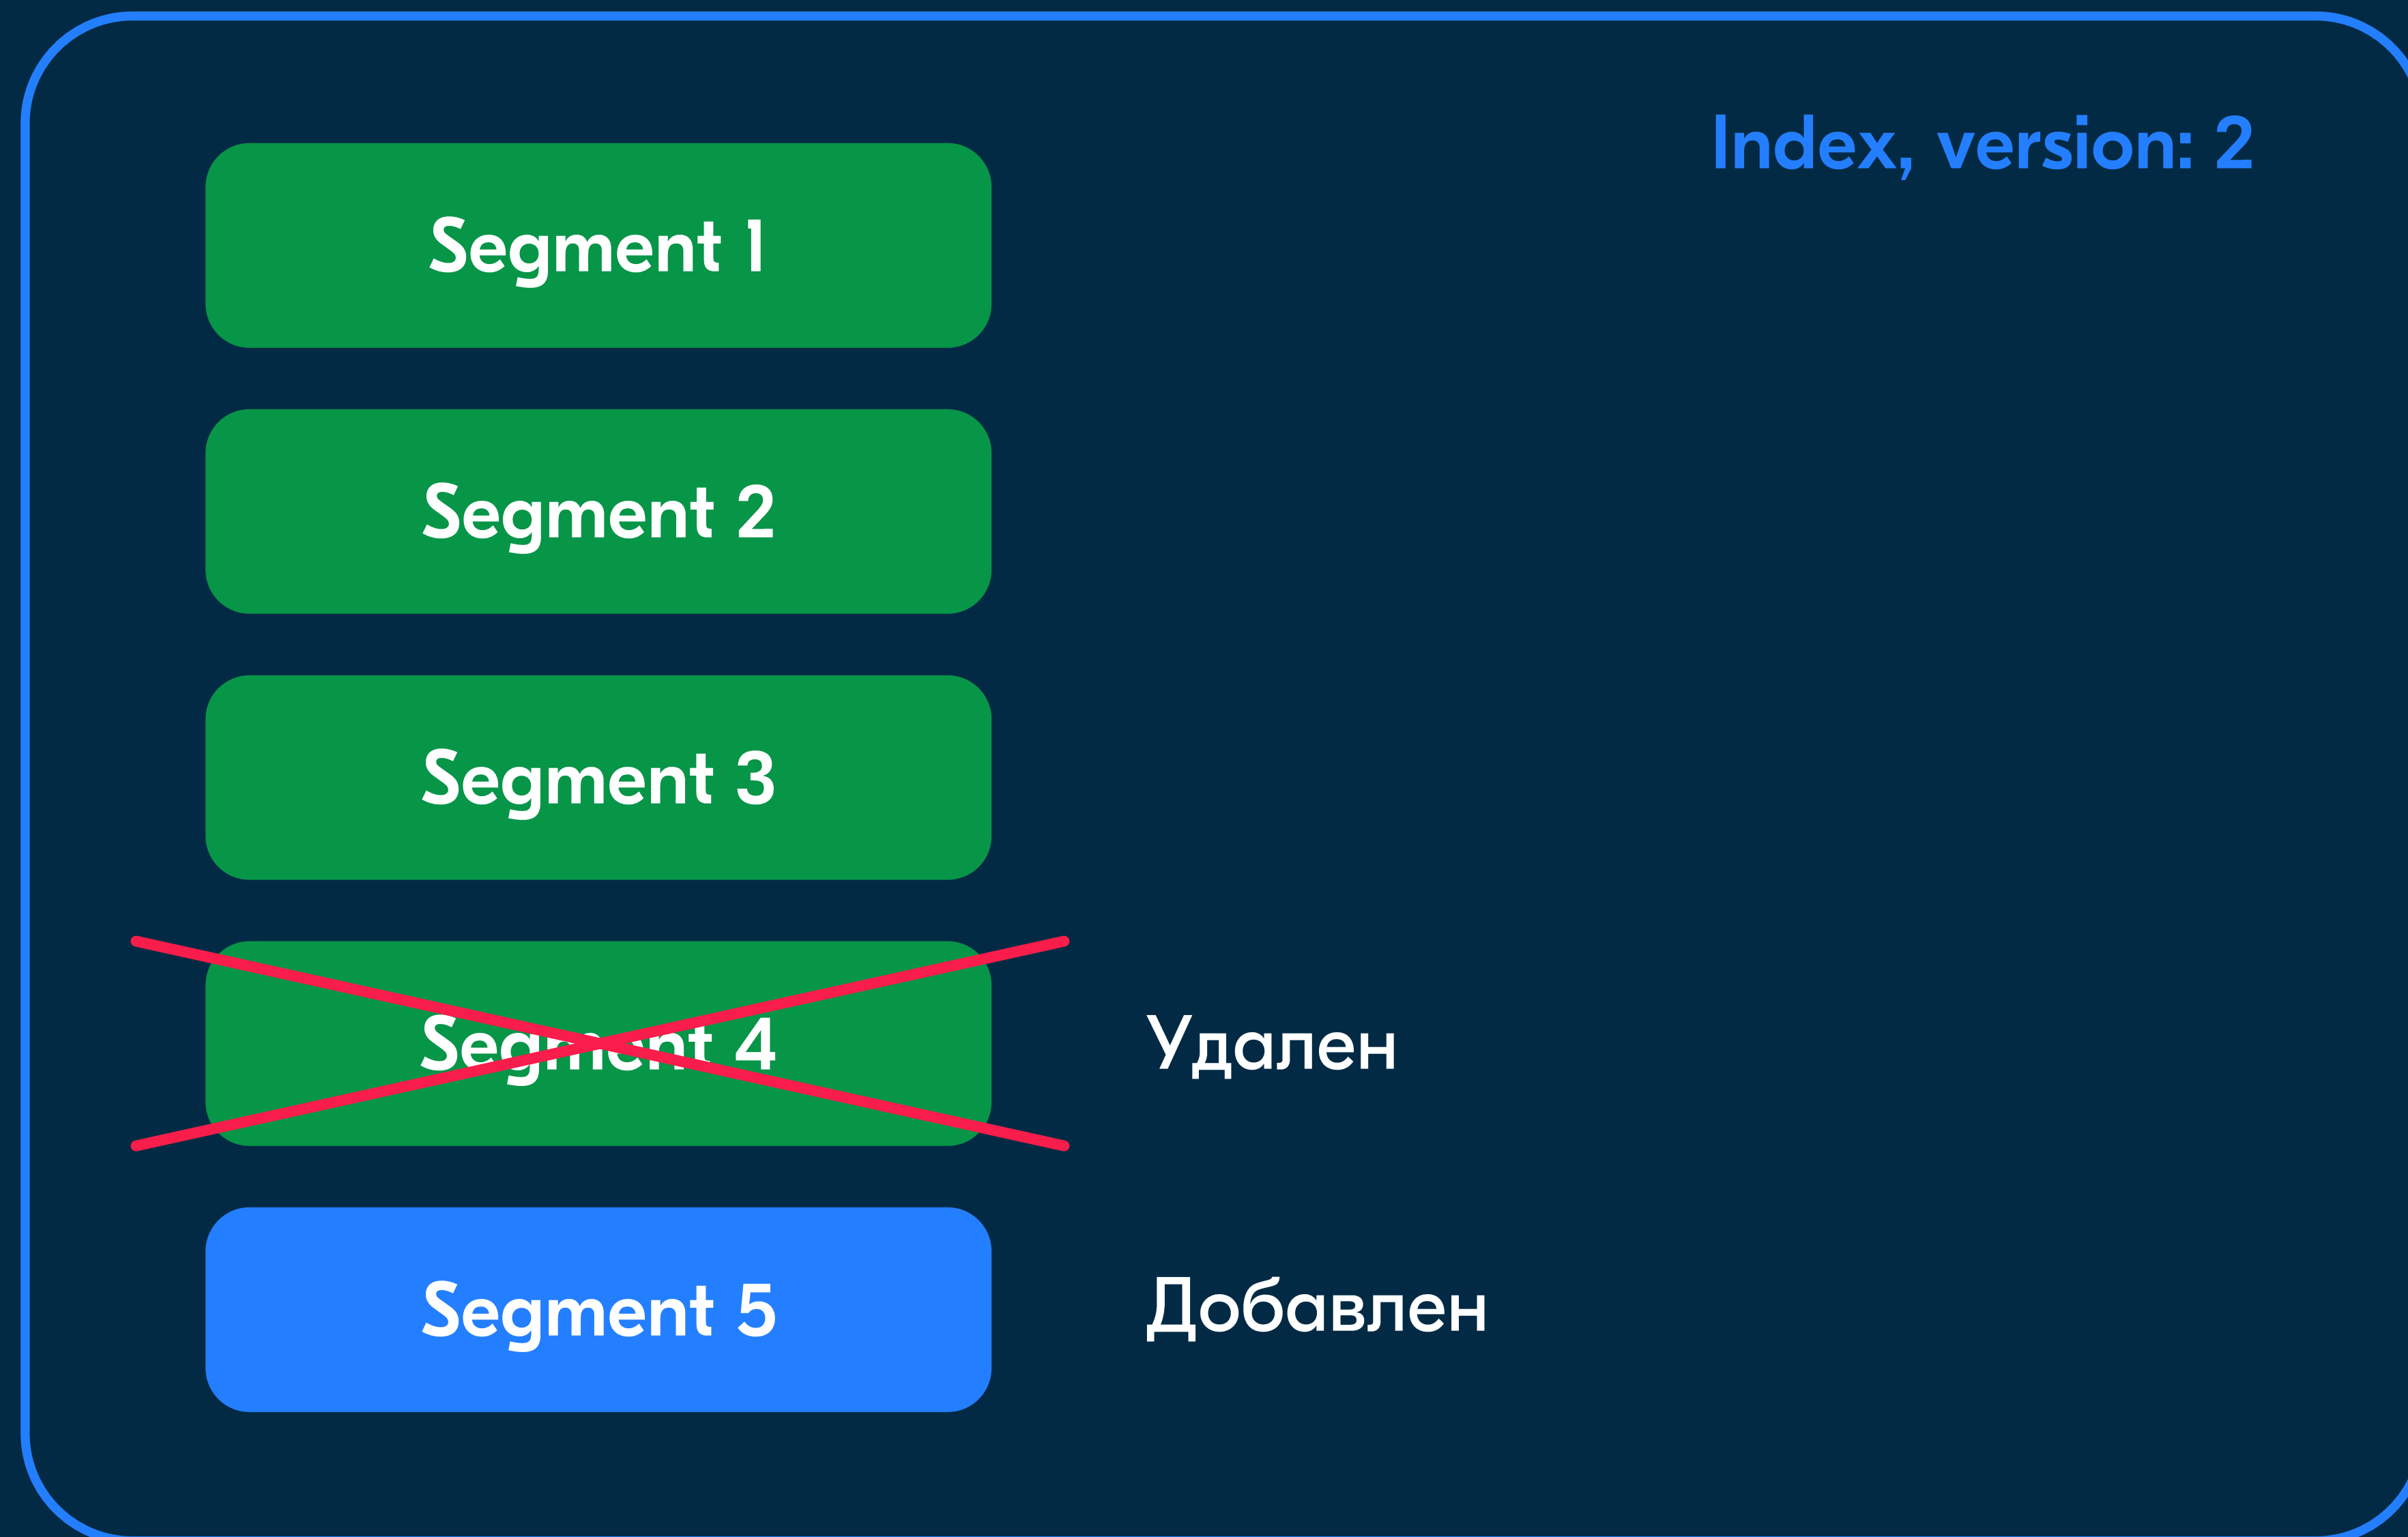 Index, version: 2
Segment 1
Segment 2
Segment 3
Segment 4
Удален
Segment 5
Добавлен